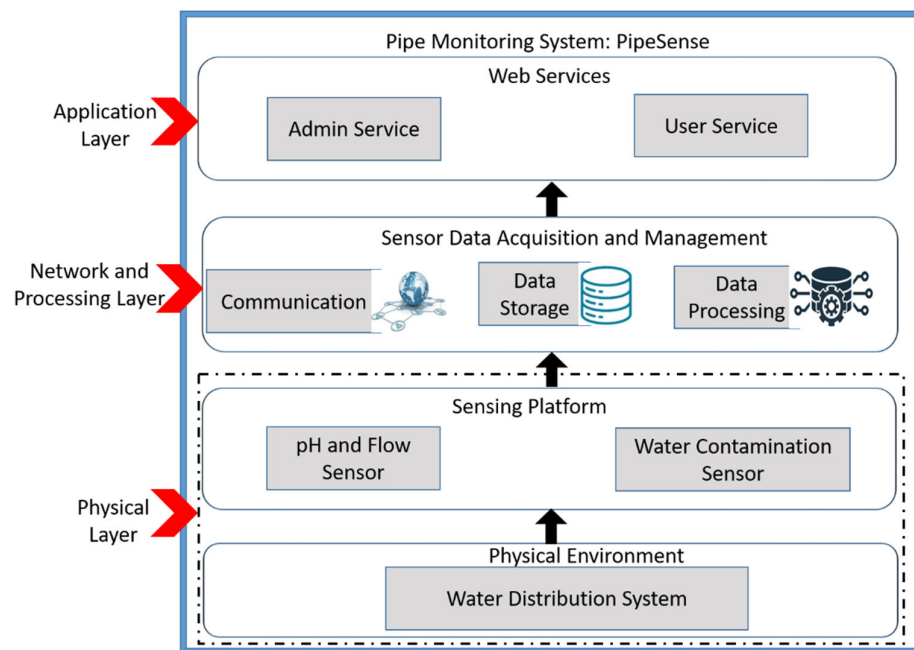 Pipe Monitoring System: PipeSense
Web Services
Application
Layer
Admin Service
User Service
Sensor Data Acquisition and Management
Network and
Processing Layer
Communication
Data
Storage
Data
Processing
Sensing Platform
pH and Flow
Sensor
Water Contamination
Sensor
Physical
Layer
Physical Environment
Water Distribution System